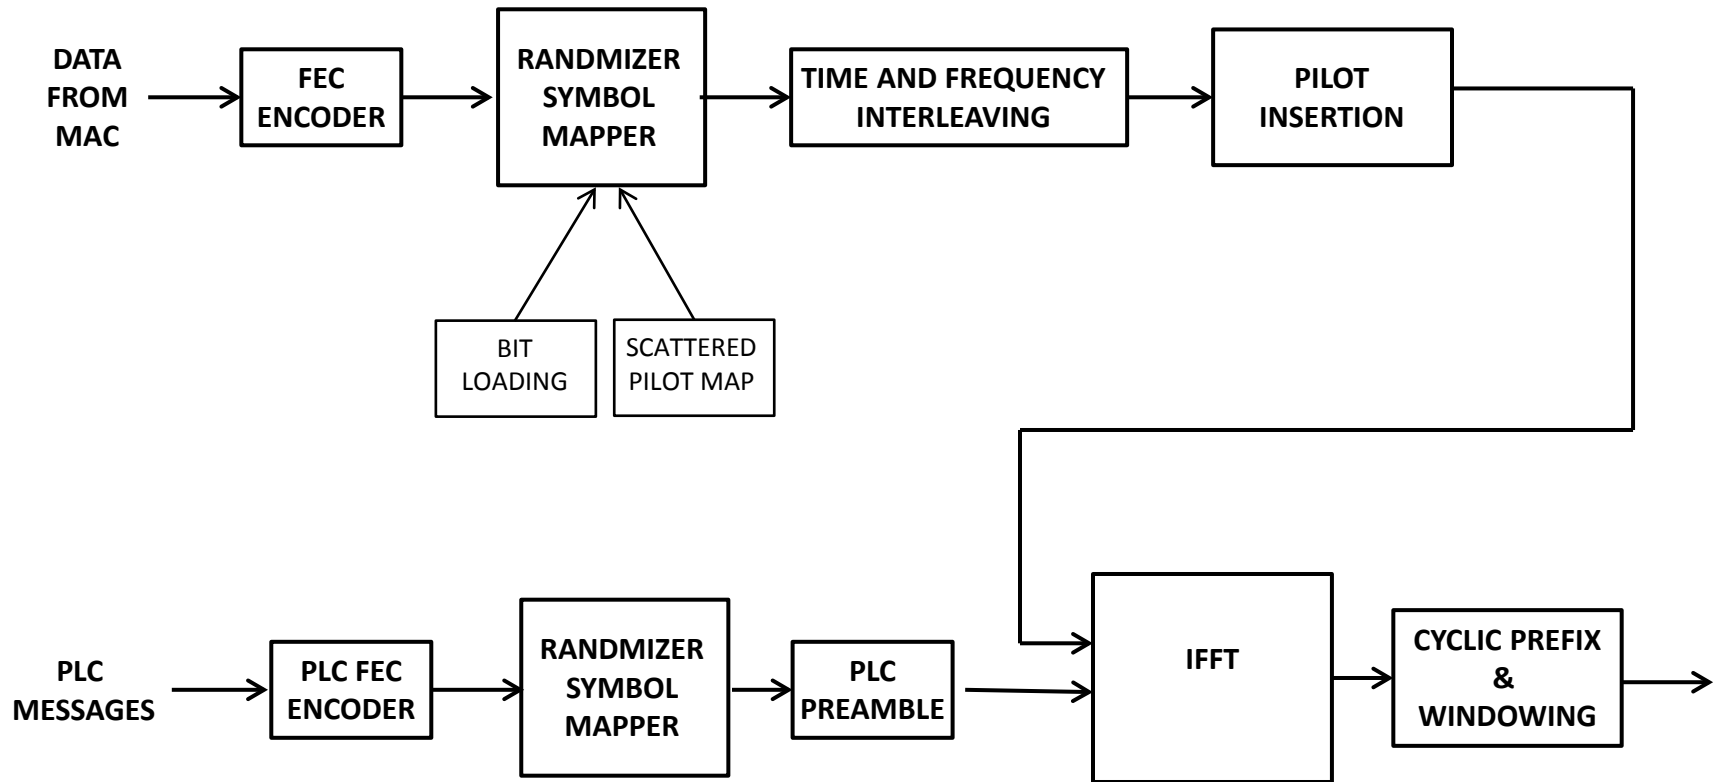 DATA
FROM
MAC
FEC
ENCODER
RANDMIZER
SYMBOL
MAPPER
TIME AND FREQUENCY
INTERLEAVING
PILOT
INSERTION
BIT
LOADING
SCATTERED
PILOT MAP
PLC
MESSAGES
PLC FEC
ENCODER
RANDMIZER
SYMBOL
MAPPER
PLC
PREAMBLE
IFFT
CYCLIC PREFIX
&
WINDOWING